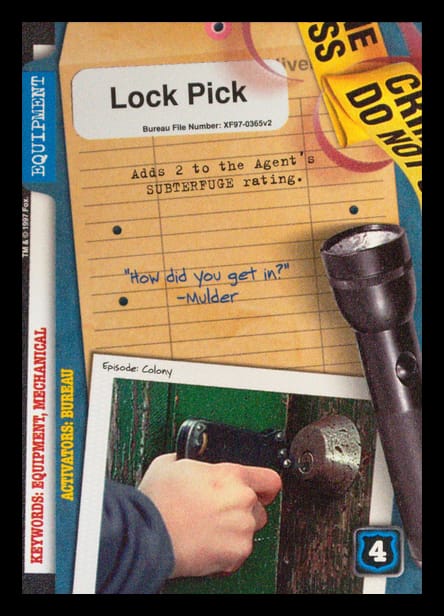 Lock Pick
Bureau File Number: XF97-0365v2
Adds 2 to the Agent's
SUBTERFUGE rating.
"How did you get in?"
-Mulder
Episode: Colony
4
EQUIPMENT
TM & © 1997 Fox.
KEYWORDS: EQUIPMENT, MECHANICAL
ACTIVATORS: BUREAU
DO NOT